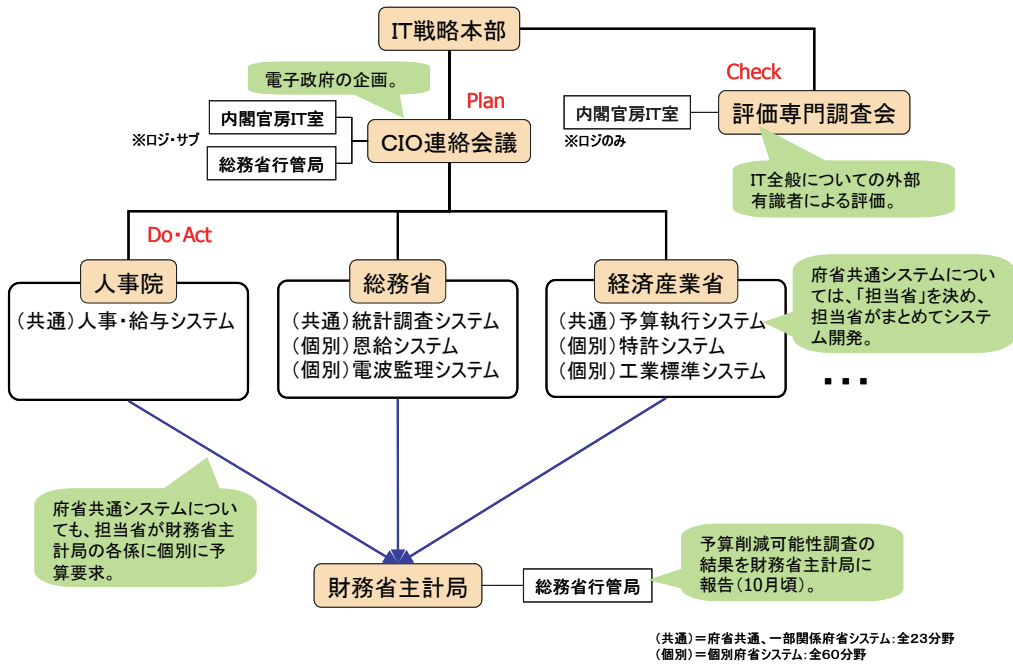 IT戦略本部
電子政府の企画。
Plan
Check
内閣官房IT室
※ロジ・サブ
総務省行管局
CIO連絡会議
内閣官房IT室
※ロジのみ
評価専門調査会
IT全般についての外部
有識者による評価。
Do・Act
人事院
(共通)人事・給与システム
総務省
(共通)統計調査システム
(個別)恩給システム
(個別)電波監理システム
経済産業省
(共通)予算執行システム
(個別)特許システム
(個別)工業標準システム
府省共通システムについ
ては、「担当省」を決め、
担当省がまとめてシステ
ム開発。
・・・
府省共通システムについ
ても、担当省が財務省主
計局の各係に個別に予
算要求。
財務省主計局
総務省行管局
予算削減可能性調査の
結果を財務省主計局に
報告(10月頃)。
(共通)=府省共通、一部関係府省システム:全23分野
(個別)=個別府省システム:全60分野